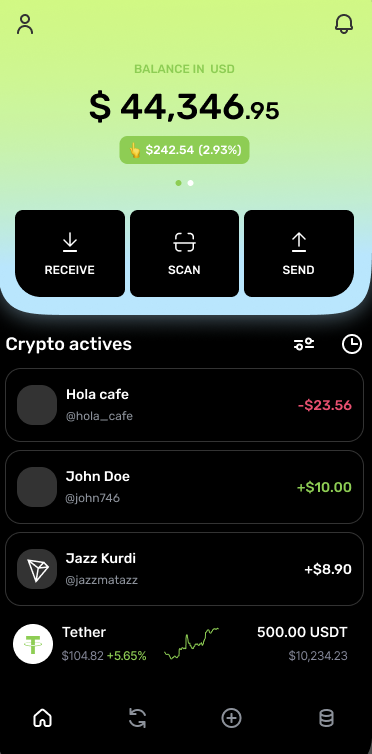 BALANCE IN USD
$ 44,346.95
👆 $242.54 (2.93%)
RECEIVE
SCAN
SEND
Crypto actives
Hola cafe
@hola_cafe
-$23.56
John Doe
@john746
+$10.00
Jazz Kurdi
@jazzmatazz
+$8.90
Tether
500.00 USDT
$104.82 +5.65%
$10,234.23